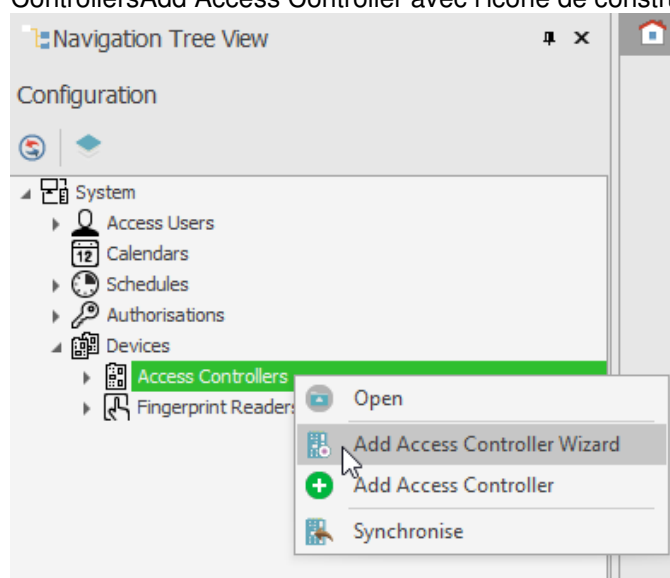 ControllersAdd Access Controller avec l'icône de constru
Navigation Tree View
Configuration
System
Access Users
12 Calendars
Schedules
Authorisations
Devices
Access Controllers
Fingerprint Readers
Open
Add Access Controller Wizard
Add Access Controller
Synchronise